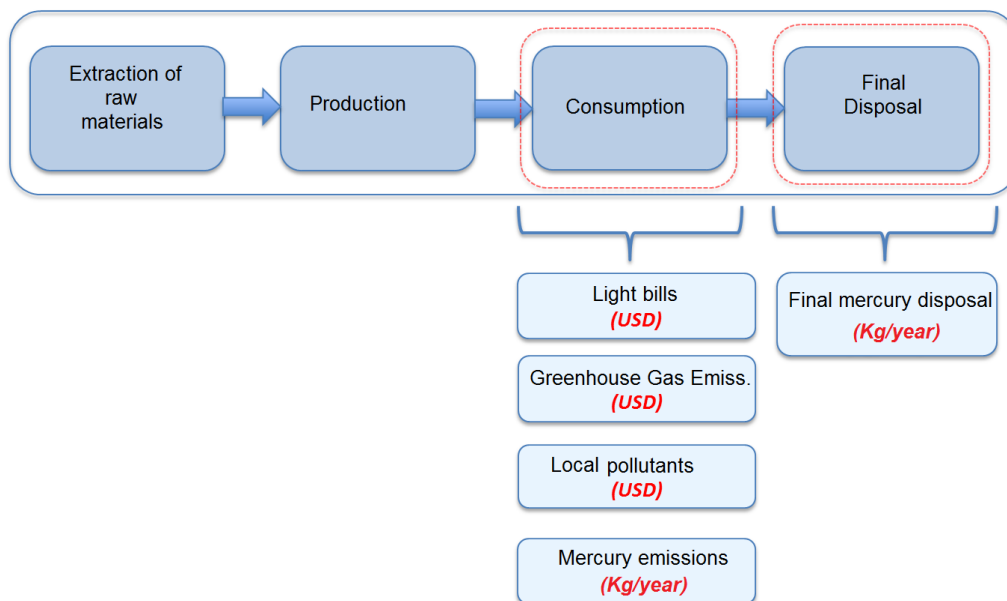 Extraction of
raw
materials
Production
Consumption
Final
Disposal
Light bills
(USD)
Greenhouse Gas Emiss.
(USD)
Local pollutants
(USD)
Mercury emissions
(Kg/year)
Final mercury disposal
(Kg/year)